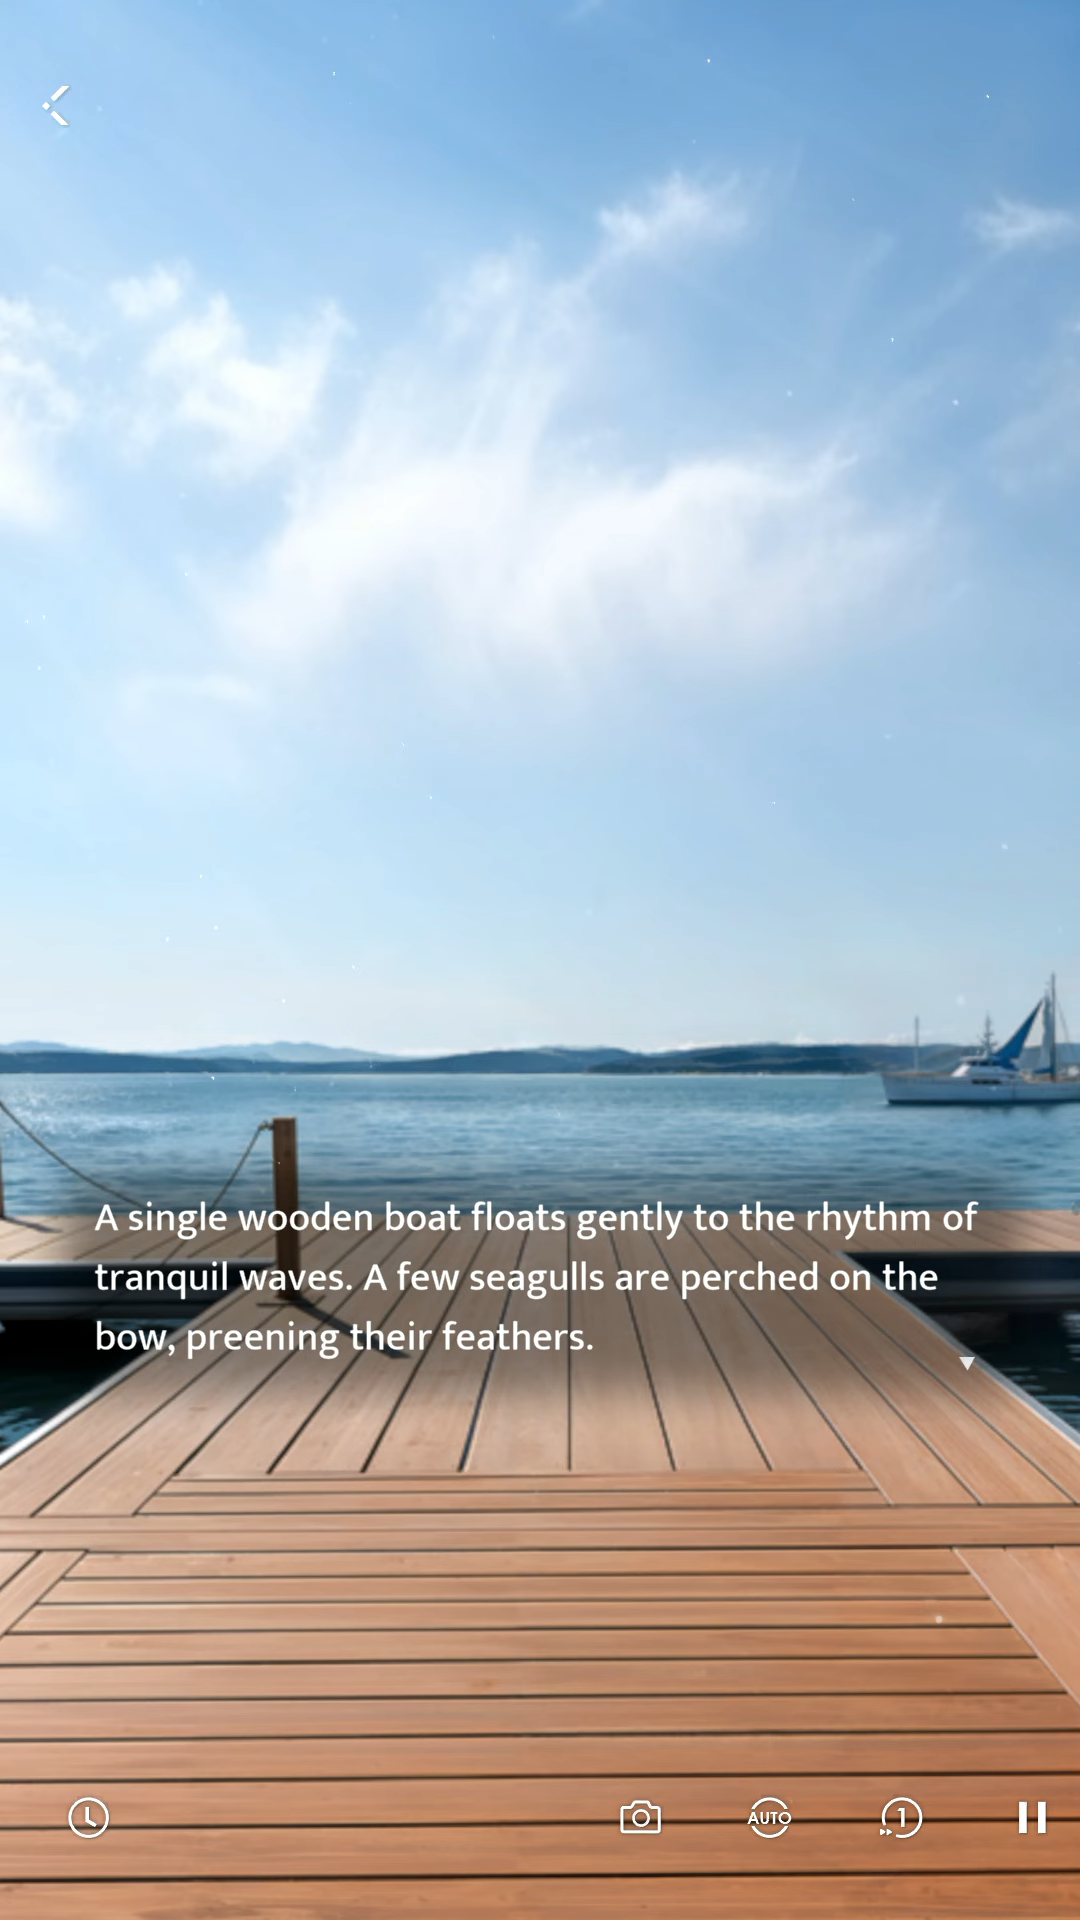 A single wooden boat floats gently to the rhythm of
tranquil waves. A few seagulls are perched on the
bow, preening their feathers.
AUTO
1